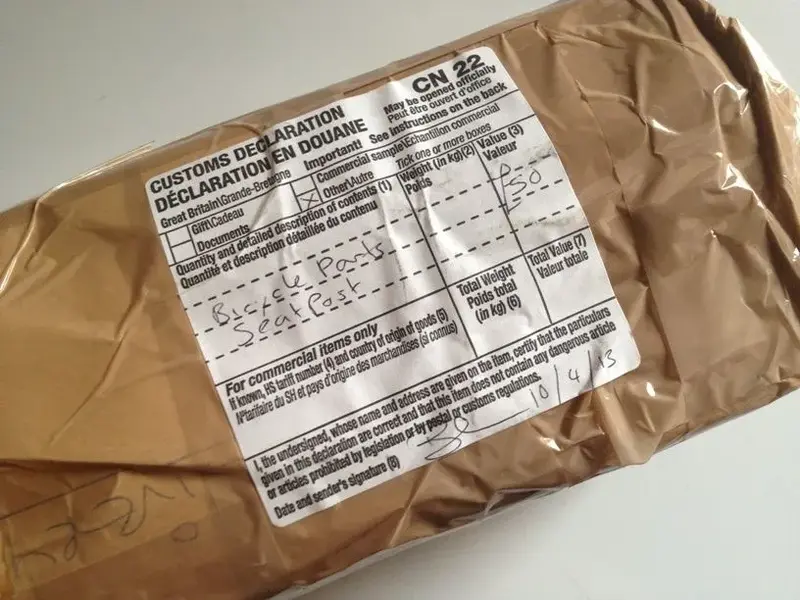 CUSTOMS DECLARATION
DÉCLARATION EN DOUANE
CN 22
May be opened officially
Peut être ouvert d'office
Great Britain\Grande-Bretagne
Important!
See instructions on the back
Gift\Cadeau
Commercial sample\Echantillon commercial
Documents
X
Other\Autre
Tick one or more boxes
Quantity and detailed description of contents (1)
Quantité et description détaillée du contenu
Weight (in kg)(2)
Poids
Value (3)
Valeur
Bicycle Parts
Seat Post
50
For commercial items only
If known, HS tariff number (4) and country of origin of goods (5)
N°tarifaire du SH et pays d'origine des marchandises (si connue)
Total Weight
Poids total
(in kg) (6)
Total Value (7)
Valeur totale
I, the undersigned, whose name and address are given on the item, certify that the particulars
given in this declaration are correct and that this item does not contain any dangerous article
or articles prohibited by legislation or by postal or customs regulations.
Date and sender's signature (8)
10/4/13